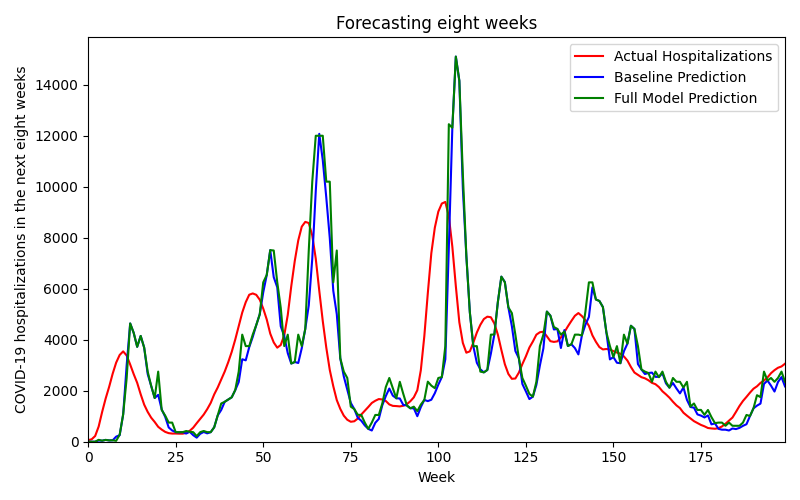 Forecasting eight weeks
COVID-19 hospitalizations in the next eight weeks
14000
12000
10000
8000
6000
4000
2000
0
Actual Hospitalizations
Baseline Prediction
Full Model Prediction
0 25 50 75 100 125 150 175
Week